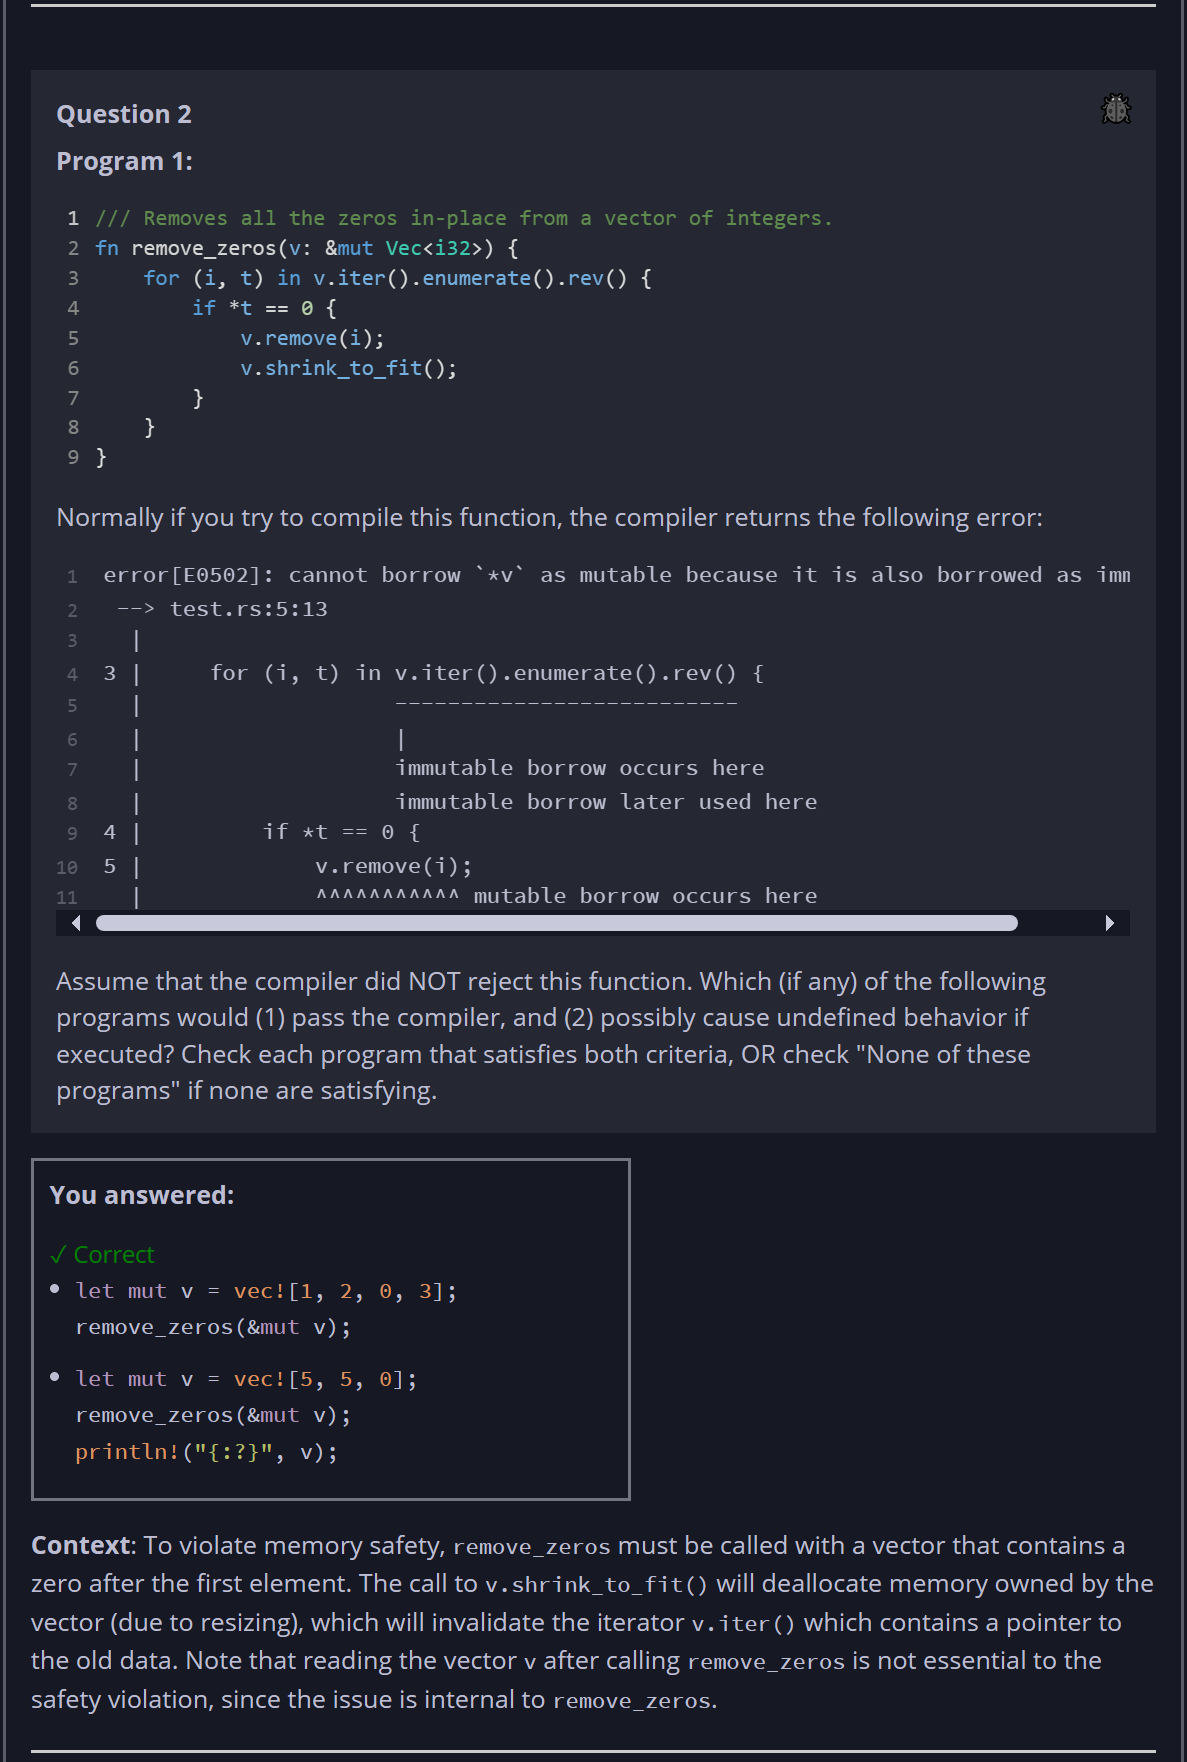 Question 2
Program 1:
1 /// Removes all the zeros in-place from a vector of integers.
2 fn remove_zeros(v: &mut Vec<i32>) {
3     for (i, t) in v.iter().enumerate().rev() {
4         if *t == 0 {
5             v.remove(i);
6             v.shrink_to_fit();
7         }
8     }
9 }
Normally if you try to compile this function, the compiler returns the following error:
1 error[E0502]: cannot borrow `*v` as mutable because it is also borrowed as imm
2  --> test.rs:5:13
3   |
4 3 |     for (i, t) in v.iter().enumerate().rev() {
5   |                   --------------------------
6   |                   |
7   |                   immutable borrow occurs here
8   |                   immutable borrow later used here
9 4 |         if *t == 0 {
10 5 |             v.remove(i);
11   |             ^^^^^^^^^^^ mutable borrow occurs here
Assume that the compiler did NOT reject this function. Which (if any) of the following
programs would (1) pass the compiler, and (2) possibly cause undefined behavior if
executed? Check each program that satisfies both criteria, OR check "None of these
programs" if none are satisfying.
You answered:
✓ Correct
• let mut v = vec![1, 2, 0, 3];
remove_zeros(&mut v);
• let mut v = vec![5, 5, 0];
remove_zeros(&mut v);
println!("{:?}", v);
Context: To violate memory safety, remove_zeros must be called with a vector that contains a
zero after the first element. The call to v.shrink_to_fit() will deallocate memory owned by the
vector (due to resizing), which will invalidate the iterator v.iter() which contains a pointer to
the old data. Note that reading the vector v after calling remove_zeros is not essential to the
safety violation, since the issue is internal to remove_zeros.